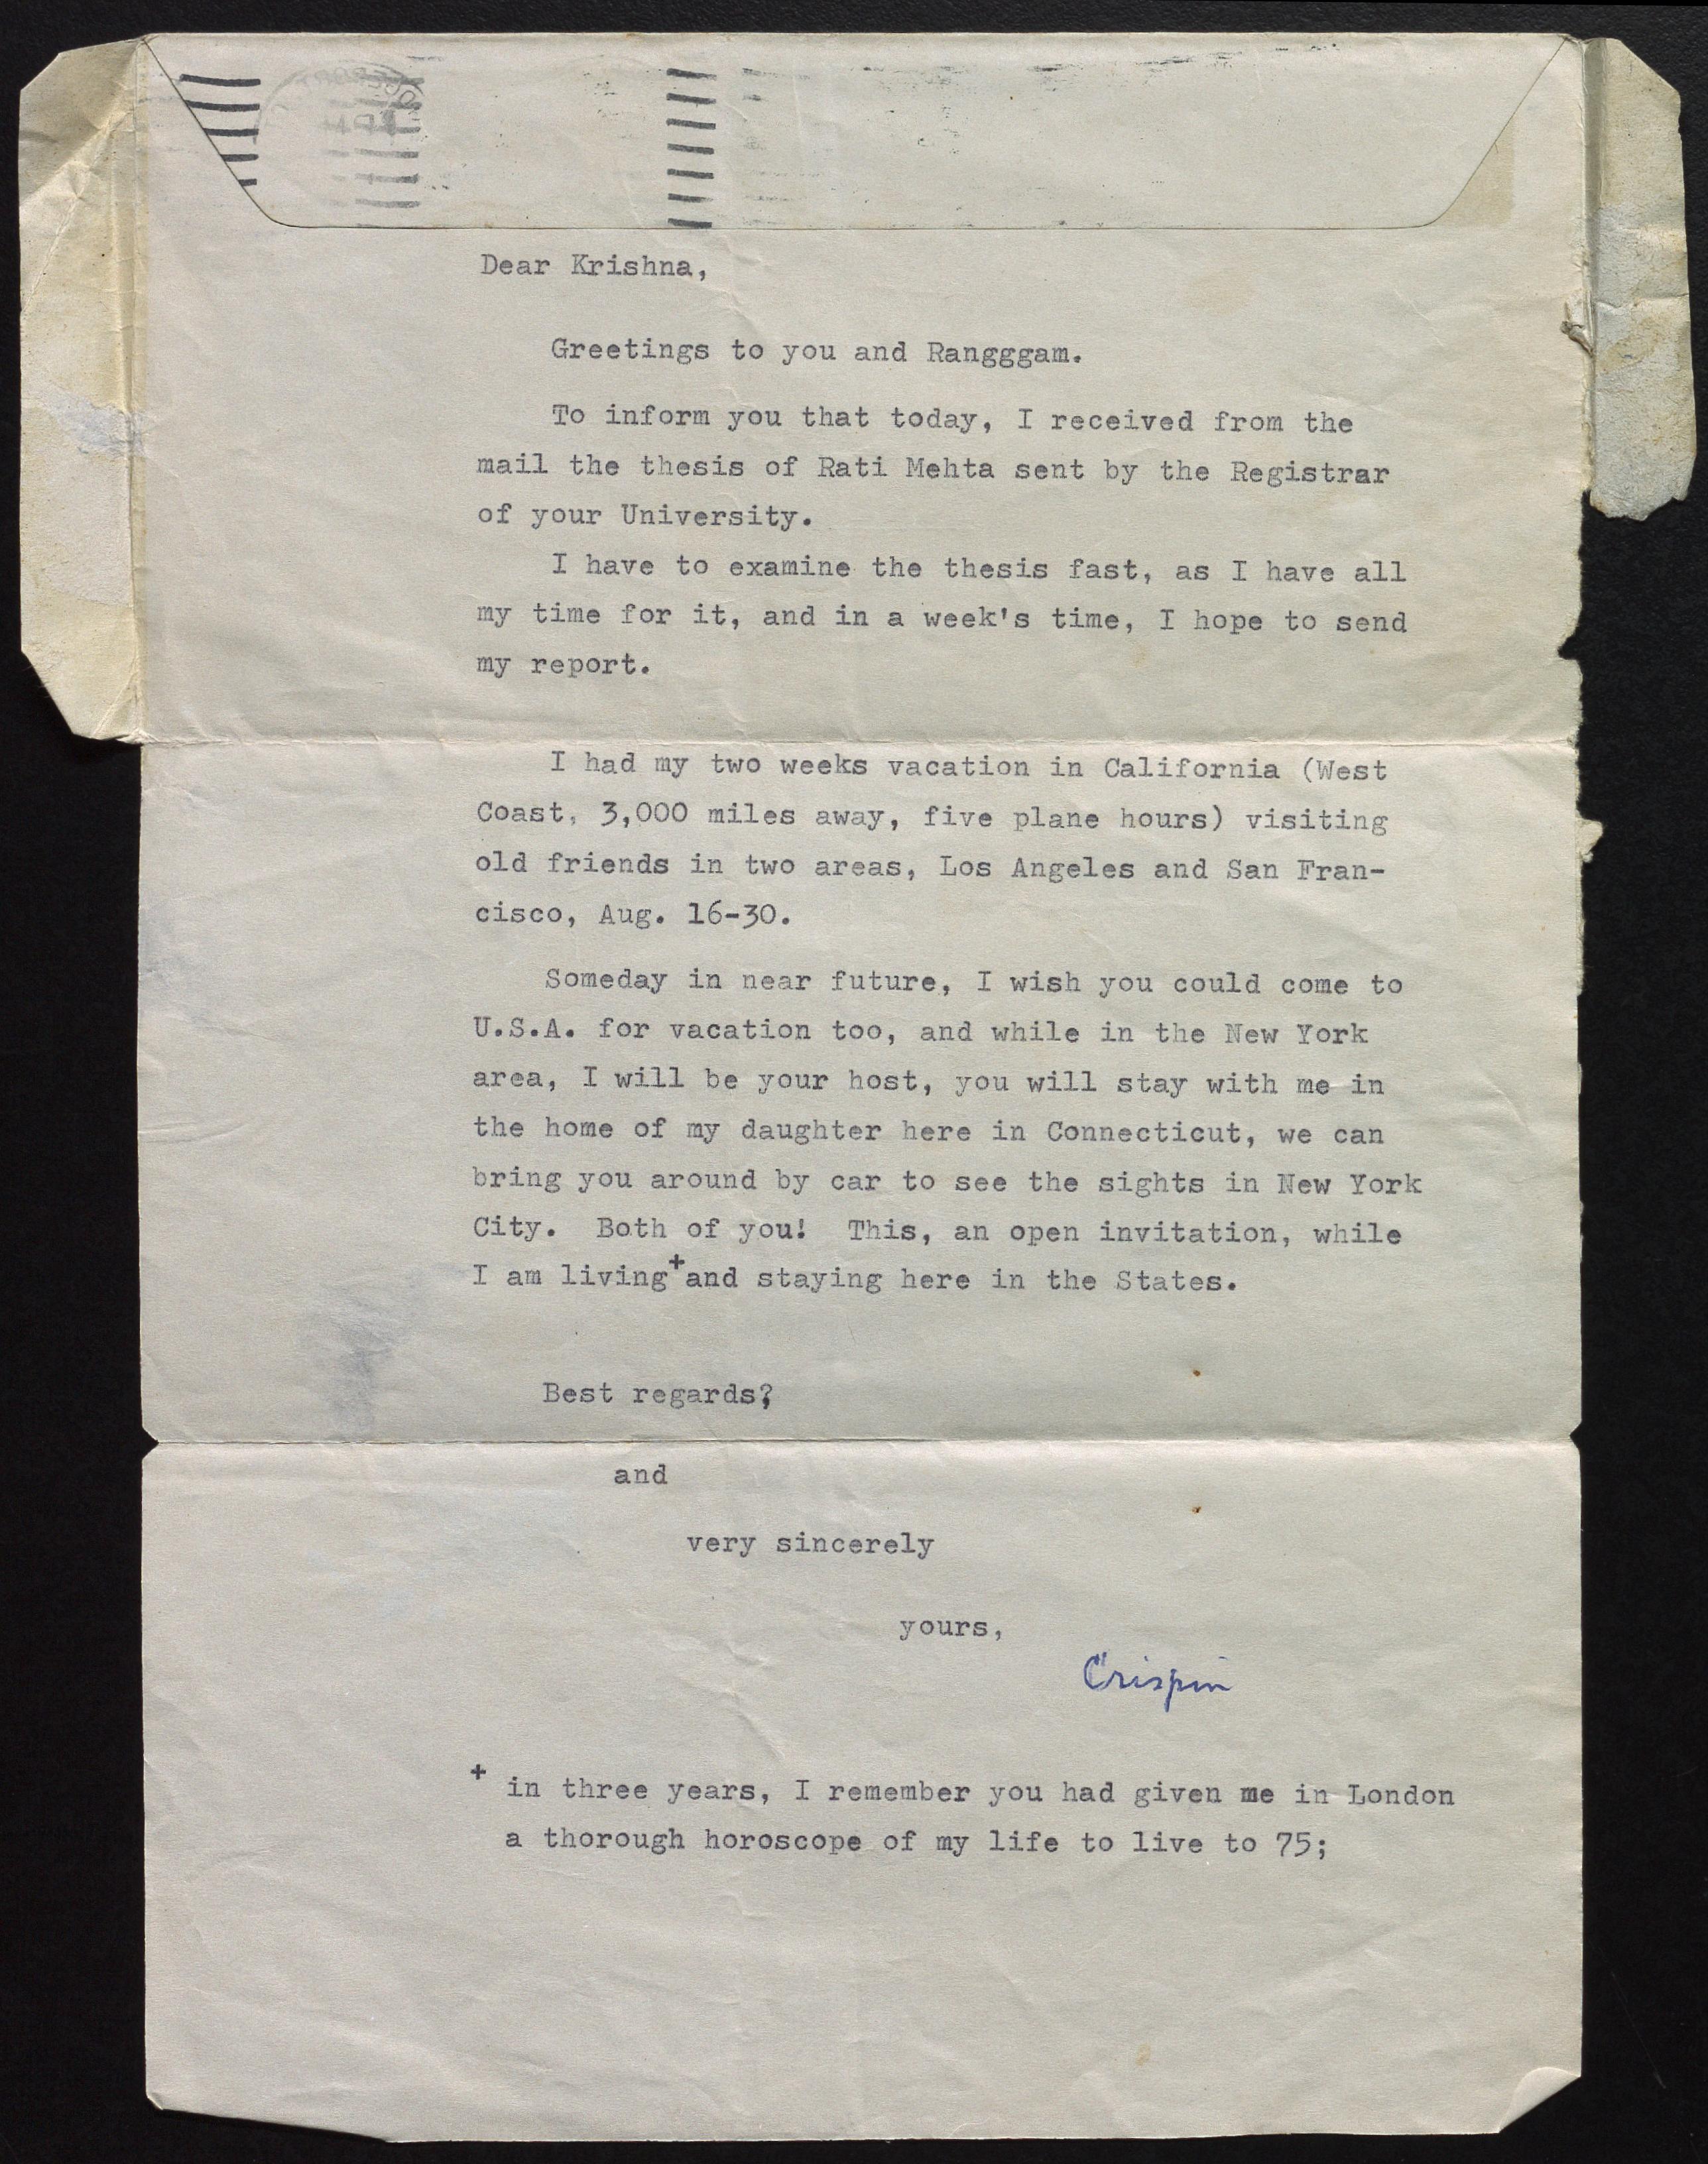 Dear Krishna,
Greetings to you and Rangggam.
To inform you that today, I received from the
mail the thesis of Rati Mehta sent by the Registrar
of your University.
I have to examine the thesis fast, as I have all
my time for it, and in a week's time, I hope to send
my report.
I had my two weeks vacation in California (West
Coast, 3,000 miles away, five plane hours) visiting
old friends in two areas, Los Angeles and San Fran-
cisco, Aug. 16-30.
Someday in near future, I wish you could come to
U.S.A. for vacation too, and while in the New York
area, I will be your host, you will stay with me in
the home of my daughter here in Connecticut, we can
bring you around by car to see the sights in New York
City. Both of you! This, an open invitation, while
I am living+and staying here in the States.
Best regards?
and
very sincerely
yours,
Crispin
+ in three years, I remember you had given me in London
a thorough horoscope of my life to live to 75;